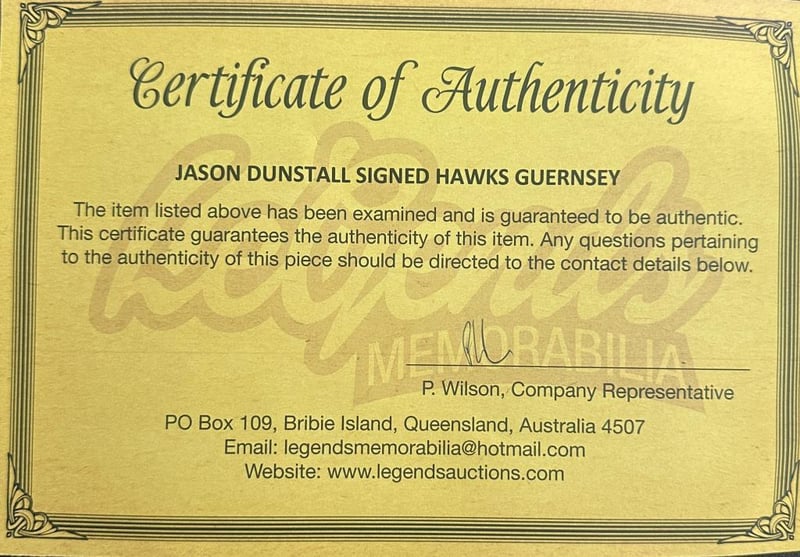 Certificate of Authenticity
JASON DUNSTALL SIGNED HAWKS GUERNSEY
The item listed above has been examined and is guaranteed to be authentic.
This certificate guarantees the authenticity of this item. Any questions pertaining
to the authenticity of this piece should be directed to the contact details below.
Legends
MEMORABILIA
P. Wilson, Company Representative
PO Box 109, Bribie Island, Queensland, Australia 4507
Email: legendsmemorabilia@hotmail.com
Website: www.legendsauctions.com